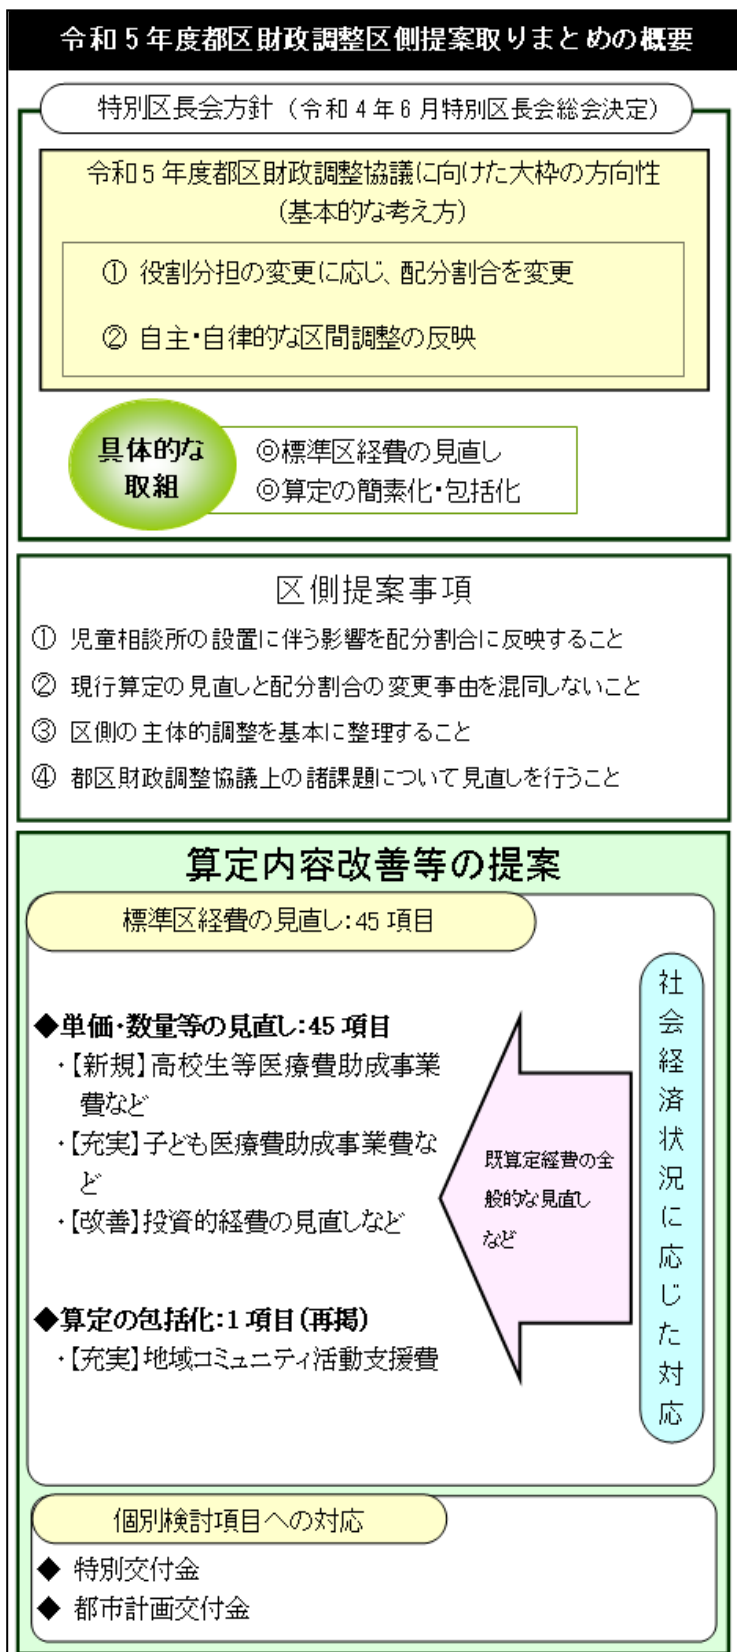 令和５年度都区財政調整区側提案取りまとめの概要
特別区長会方針（令和４年６月特別区長会総会決定）
令和５年度都区財政調整協議に向けた大枠の方向性
（基本的な考え方）
① 役割分担の変更に応じ、配分割合を変更
② 自主・自律的な区間調整の反映
具体的な
取組
◎標準区経費の見直し
◎算定の簡素化・包括化
区側提案事項
① 児童相談所の設置に伴う影響を配分割合に反映すること
② 現行算定の見直しと配分割合の変更事由を混同しないこと
③ 区側の主体的調整を基本に整理すること
④ 都区財政調整協議上の諸課題について見直しを行うこと
算定内容改善等の提案
標準区経費の見直し：45 項目
◆単価・数量等の見直し：45 項目
・【新規】高校生等医療費助成事業
費など
・【充実】子ども医療費助成事業費な
ど
・【改善】投資的経費の見直しなど
◆算定の包括化：1 項目（再掲）
・【充実】地域コミュニティ活動支援費
既算定経費の全
般的な見直し
など
社会経済状況に応じた対応
個別検討項目への対応
◆ 特別交付金
◆ 都市計画交付金